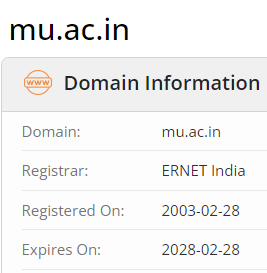 mu.ac.in
www
Domain Information
Domain: mu.ac.in
Registrar: ERNET India
Registered On: 2003-02-28
Expires On: 2028-02-28